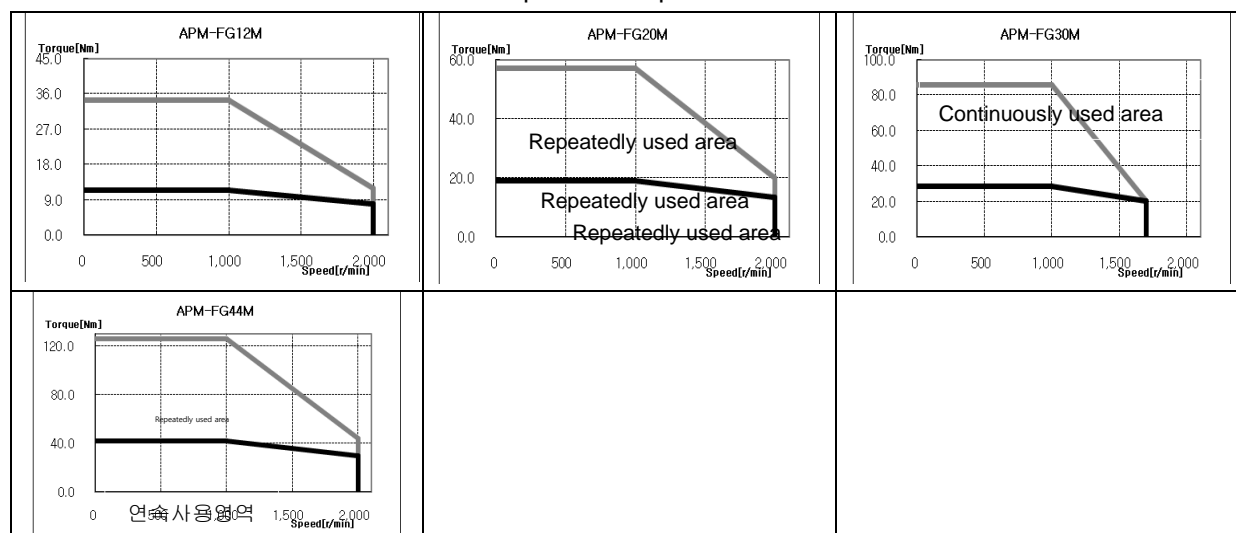 APM-FG12M
Torque[Nm]
45.0
36.0
27.0
18.0
9.0
0.0
0 500 1,000 1,500 2,000
Speed[r/min]
APM-FG20M
Torque[Nm]
60.0
40.0
Repeatedly used area
20.0
Repeatedly used area
Repeatedly used area
0.0
0 500 1,000 1,500 2,000
Speed[r/min]
APM-FG30M
Torque[Nm]
100.0
80.0
Continuously used area
60.0
40.0
20.0
0.0
0 500 1,000 1,500 2,000
Speed[r/min]
APM-FG44M
Torque[Nm]
120.0
80.0
Repeatedly used area
40.0
0.0
0 500 1,000 1,500 2,000
연속사용영역
Speed[r/min]